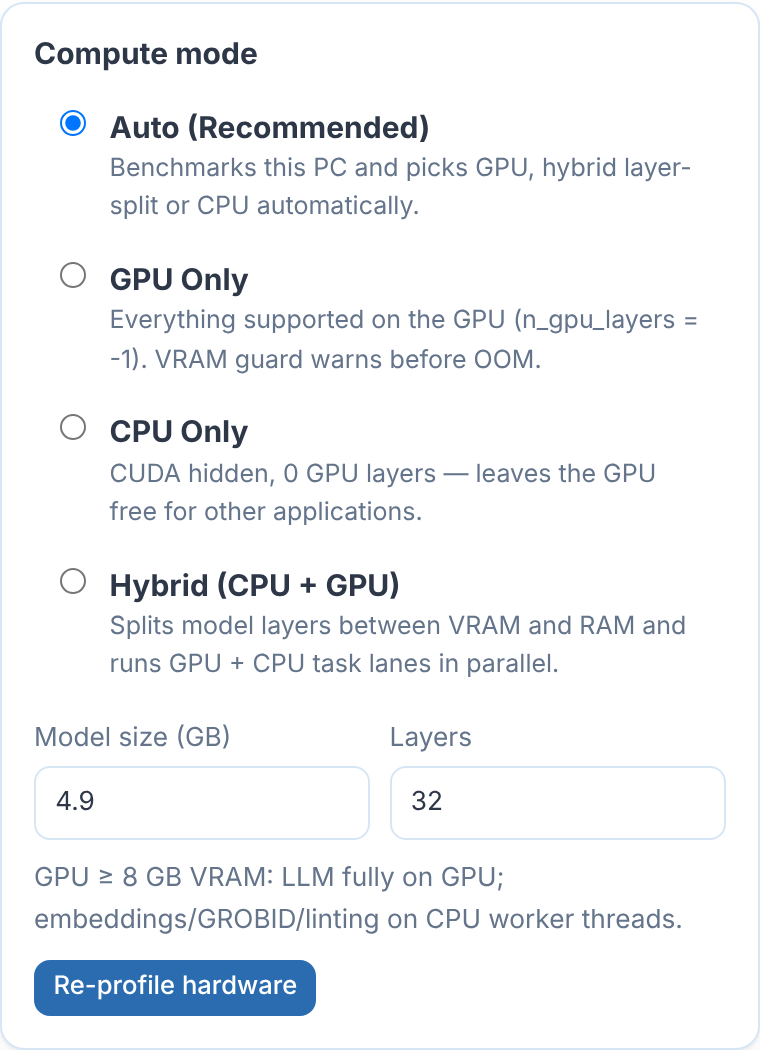 Compute mode
Auto (Recommended)
Benchmarks this PC and picks GPU, hybrid layer-
split or CPU automatically.
GPU Only
Everything supported on the GPU (n_gpu_layers =
-1). VRAM guard warns before OOM.
CPU Only
CUDA hidden, 0 GPU layers — leaves the GPU
free for other applications.
Hybrid (CPU + GPU)
Splits model layers between VRAM and RAM and
runs GPU + CPU task lanes in parallel.
Model size (GB)
Layers
4.9
32
GPU ≥ 8 GB VRAM: LLM fully on GPU;
embeddings/GROBID/linting on CPU worker threads.
Re-profile hardware